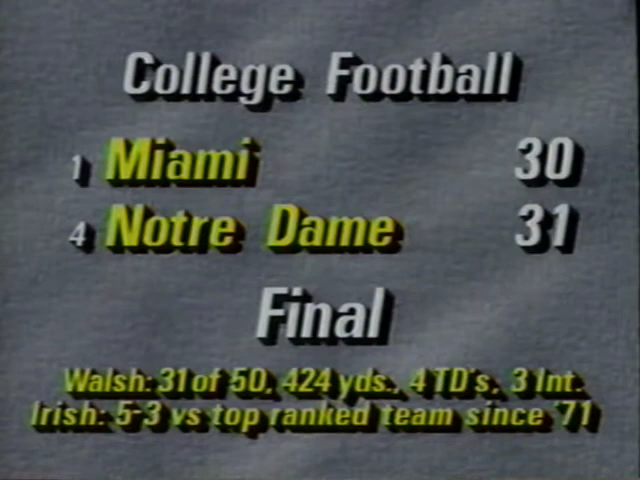 College Football
1 Miami 30
4 Notre Dame 31
Final
Walsh: 31 of 50, 424 yds., 4 TD's, 3 Int.
Irish: 5-3 vs top ranked team since '71